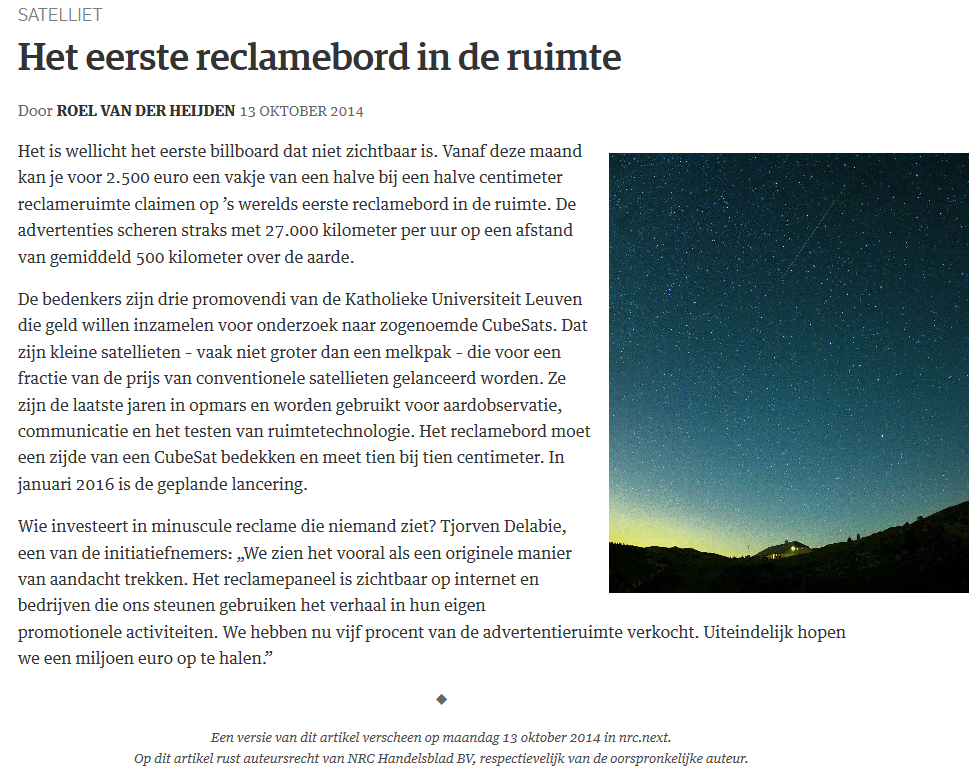 SATELLIET
Het eerste reclamebord in de ruimte
Door ROEL VAN DER HEIJDEN 13 OKTOBER 2014
Het is wellicht het eerste billboard dat niet zichtbaar is. Vanaf deze maand
kan je voor 2.500 euro een vakje van een halve bij een halve centimeter
reclameruimte claimen op ’s werelds eerste reclamebord in de ruimte. De
advertenties scheren straks met 27.000 kilometer per uur op een afstand
van gemiddeld 500 kilometer over de aarde.
De bedenkers zijn drie promovendi van de Katholieke Universiteit Leuven
die geld willen inzamelen voor onderzoek naar zogenoemde CubeSats. Dat
zijn kleine satellieten - vaak niet groter dan een melkpak - die voor een
fractie van de prijs van conventionele satellieten gelanceerd worden. Ze
zijn de laatste jaren in opmars en worden gebruikt voor aardobservatie,
communicatie en het testen van ruimtetechnologie. Het reclamebord moet
een zijde van een CubeSat bedekken en meet tien bij tien centimeter. In
januari 2016 is de geplande lancering.
Wie investeert in minuscule reclame die niemand ziet? Tjorven Delabie,
een van de initiatiefnemers: „We zien het vooral als een originele manier
van aandacht trekken. Het reclamepaneel is zichtbaar op internet en
bedrijven die ons steunen gebruiken het verhaal in hun eigen
promotionele activiteiten. We hebben nu vijf procent van de advertentieruimte verkocht. Uiteindelijk hopen
we een miljoen euro op te halen.”
Een versie van dit artikel verscheen op maandag 13 oktober 2014 in nrc.next.
Op dit artikel rust auteursrecht van NRC Handelsblad BV, respectievelijk van de oorspronkelijke auteur.